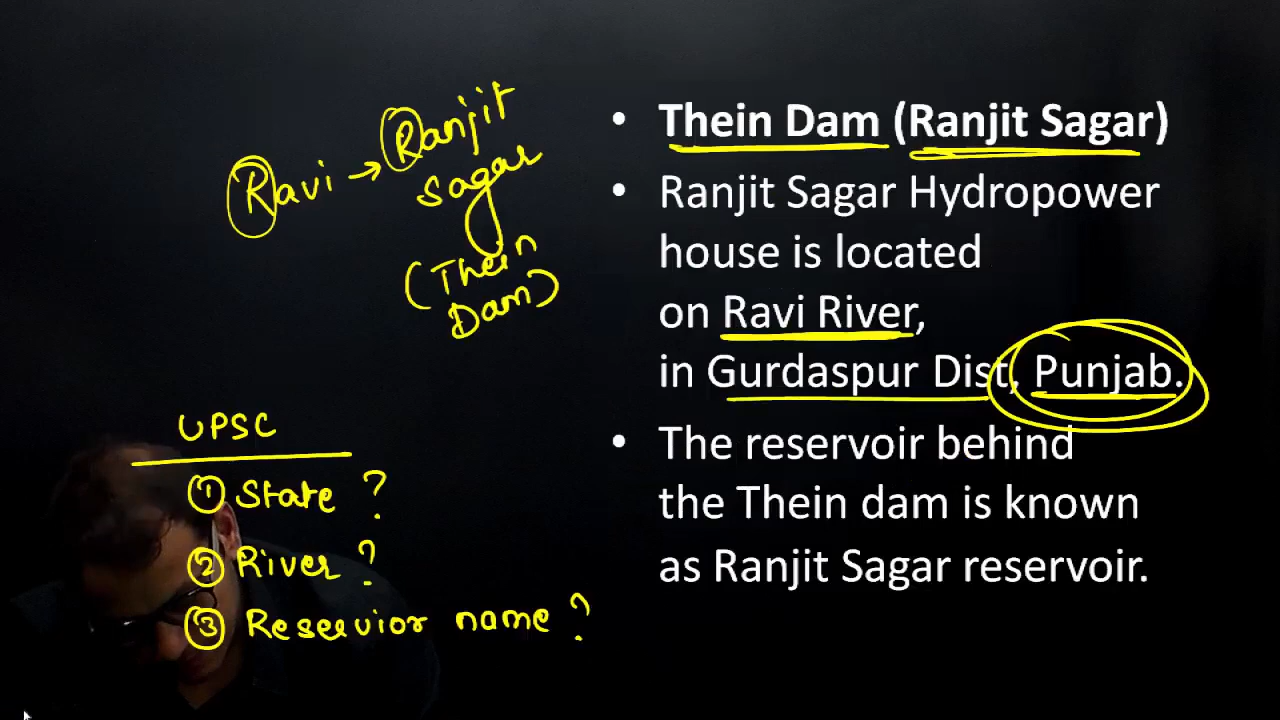 Ravi → Ranjit
Sagar
(Thein
Dam)
UPSC
① State ?
② River ?
③ Reservior name ?
• Thein Dam (Ranjit Sagar)
• Ranjit Sagar Hydropower
house is located
on Ravi River,
in Gurdaspur Dist, Punjab.
• The reservoir behind
the Thein dam is known
as Ranjit Sagar reservoir.